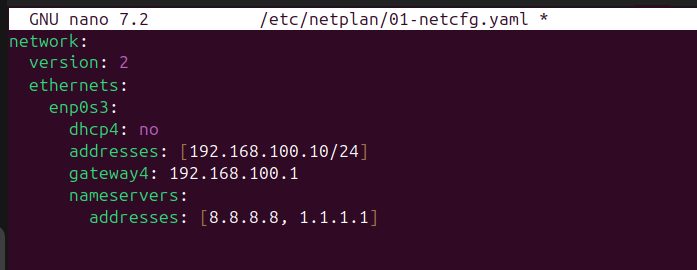 GNU nano 7.2 /etc/netplan/01-netcfg.yaml *
network:
  version: 2
  ethernets:
    enp0s3:
      dhcp4: no
      addresses: [192.168.100.10/24]
      gateway4: 192.168.100.1
      nameservers:
        addresses: [8.8.8.8, 1.1.1.1]